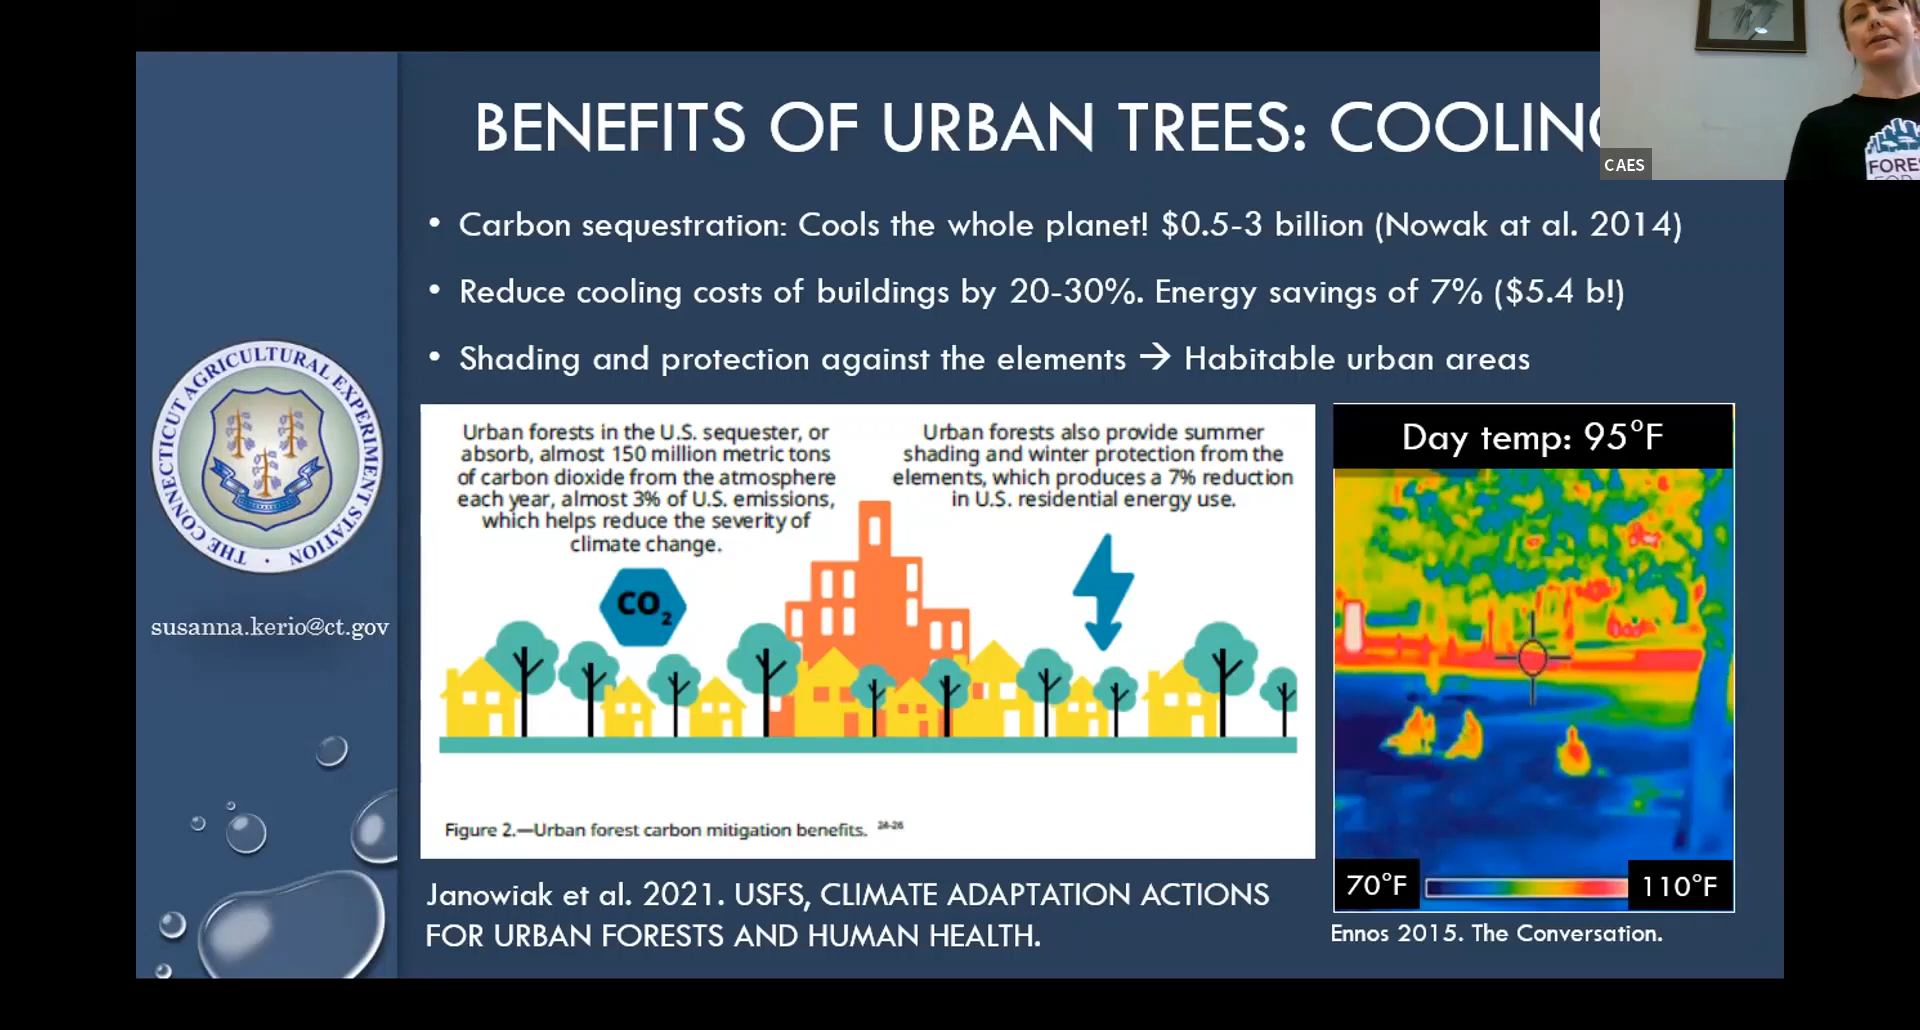 BENEFITS OF URBAN TREES: COOLING
CAES
FORE
FOR
• Carbon sequestration: Cools the whole planet! $0.5-3 billion (Nowak at al. 2014)
• Reduce cooling costs of buildings by 20-30%. Energy savings of 7% ($5.4 b!)
• Shading and protection against the elements → Habitable urban areas
THE CONNECTICUT AGRICULTURAL EXPERIMENT STATION
susanna.kerio@ct.gov
Urban forests in the U.S. sequester, or
absorb, almost 150 million metric tons
of carbon dioxide from the atmosphere
each year, almost 3% of U.S. emissions,
which helps reduce the severity of
climate change.
Urban forests also provide summer
shading and winter protection from the
elements, which produces a 7% reduction
in U.S. residential energy use.
CO2
Figure 2.—Urban forest carbon mitigation benefits. 24-26
Day temp: 95°F
70°F
110°F
Janowiak et al. 2021. USFS, CLIMATE ADAPTATION ACTIONS
FOR URBAN FORESTS AND HUMAN HEALTH.
Ennos 2015. The Conversation.